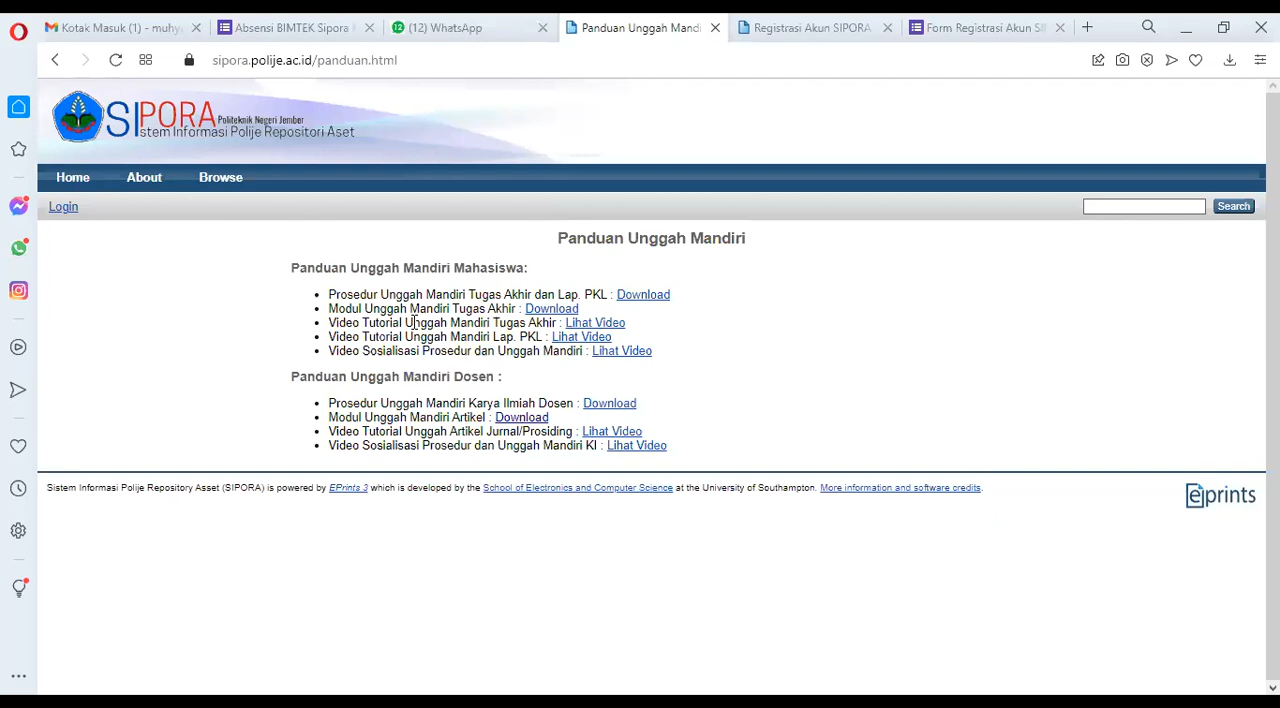 Kotak Masuk (1) - muhy
Absensi BIMTEK Sipora
(12) WhatsApp
Panduan Unggah Mandi
Registrasi Akun SIPORA
Form Registrasi Akun SI
sipora.polije.ac.id/panduan.html
SIPORA Politeknik Negeri Jember
Sistem Informasi Polije Repositori Aset
Home About Browse
Login
Search
Panduan Unggah Mandiri
Panduan Unggah Mandiri Mahasiswa:
• Prosedur Unggah Mandiri Tugas Akhir dan Lap. PKL : Download
• Modul Unggah Mandiri Tugas Akhir : Download
• Video Tutorial Unggah Mandiri Tugas Akhir : Lihat Video
• Video Tutorial Unggah Mandiri Lap. PKL : Lihat Video
• Video Sosialisasi Prosedur dan Unggah Mandiri : Lihat Video
Panduan Unggah Mandiri Dosen :
• Prosedur Unggah Mandiri Karya Ilmiah Dosen : Download
• Modul Unggah Mandiri Artikel : Download
• Video Tutorial Unggah Artikel Jurnal/Prosiding : Lihat Video
• Video Sosialisasi Prosedur dan Unggah Mandiri KI : Lihat Video
Sistem Informasi Polije Repository Asset (SIPORA) is powered by EPrints 3 which is developed by the School of Electronics and Computer Science at the University of Southampton. More information and software credits.
eprints